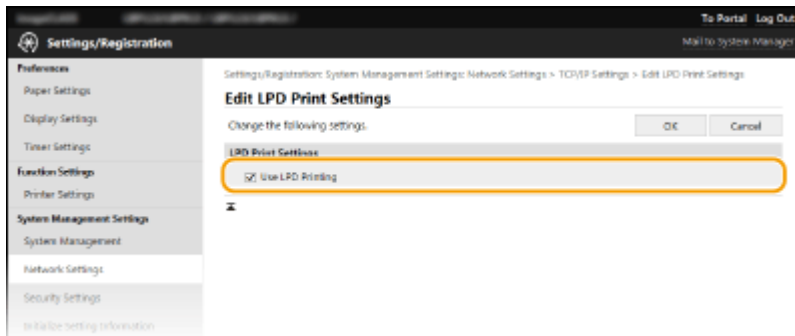 To Portal Log Out
Settings/Registration
Mail to System Manager
Preferences
Paper Settings
Display Settings
Timer Settings
Function Settings
Printer Settings
System Management Settings
System Management
Network Settings
Security Settings
Initialize Setting Information
Settings/Registration: System Management Settings: Network Settings > TCP/IP Settings > Edit LPD Print Settings
Edit LPD Print Settings
Change the following settings.
OK Cancel
LPD Print Settings
Use LPD Printing